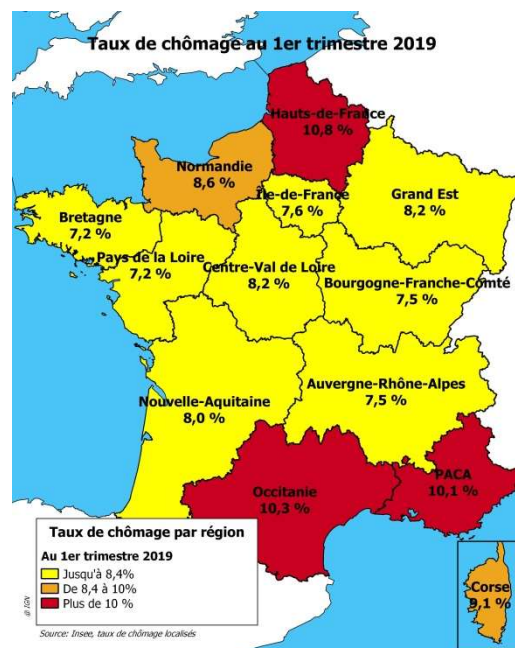 Taux de chômage au 1er trimestre 2019
Hauts-de-France
10,8 %
Normandie
8,6 %
Île-de-France
7,6 %
Grand Est
8,2 %
Bretagne
7,2 %
Pays de la Loire
7,2 %
Centre-Val de Loire
8,2 %
Bourgogne-Franche-Comté
7,5 %
Nouvelle-Aquitaine
8,0 %
Auvergne-Rhône-Alpes
7,5 %
Occitanie
10,3 %
PACA
10,1 %
Corse
9,1 %
Taux de chômage par région
Au 1er trimestre 2019
Jusqu'à 8,4%
De 8,4 à 10%
Plus de 10 %
@ IGN
Source: Insee, taux de chômage localisés